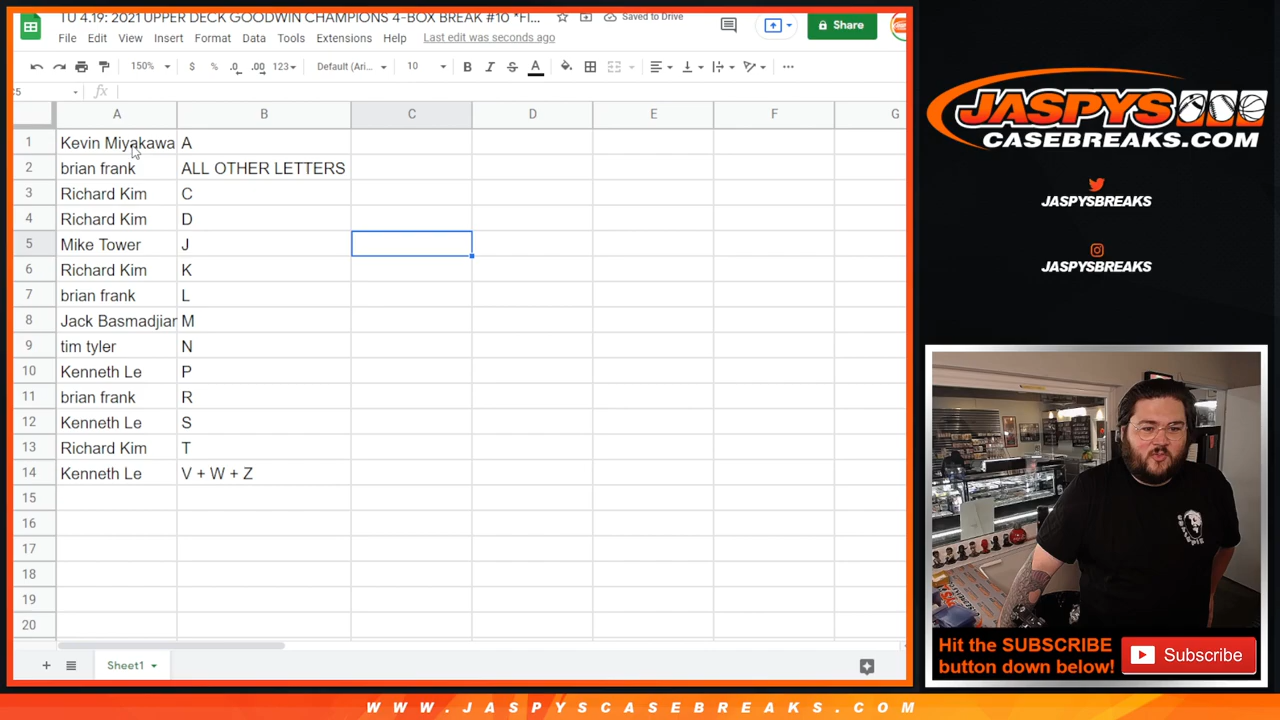 TU 4.19: 2021 UPPER DECK GOODWIN CHAMPIONS 4-BOX BREAK #10 *FI...
Saved to Drive
File Edit View Insert Format Data Tools Extensions Help Last edit was seconds ago
Share
150% $ % .0 .00 123 Default (Ari... 10 B I S A
fx
A B C D E F G
1 Kevin Miyakawa A
2 brian frank ALL OTHER LETTERS
3 Richard Kim C
4 Richard Kim D
5 Mike Tower J
6 Richard Kim K
7 brian frank L
8 Jack Basmadjian M
9 tim tyler N
10 Kenneth Le P
11 brian frank R
12 Kenneth Le S
13 Richard Kim T
14 Kenneth Le V + W + Z
15
16
17
18
19
20
Sheet1
JASPYS
CASEBREAKS.COM
JASPYSBREAKS
JASPYSBREAKS
Hit the SUBSCRIBE
button down below!
Subscribe
WWW.JASPYSCASEBREAKS.COM